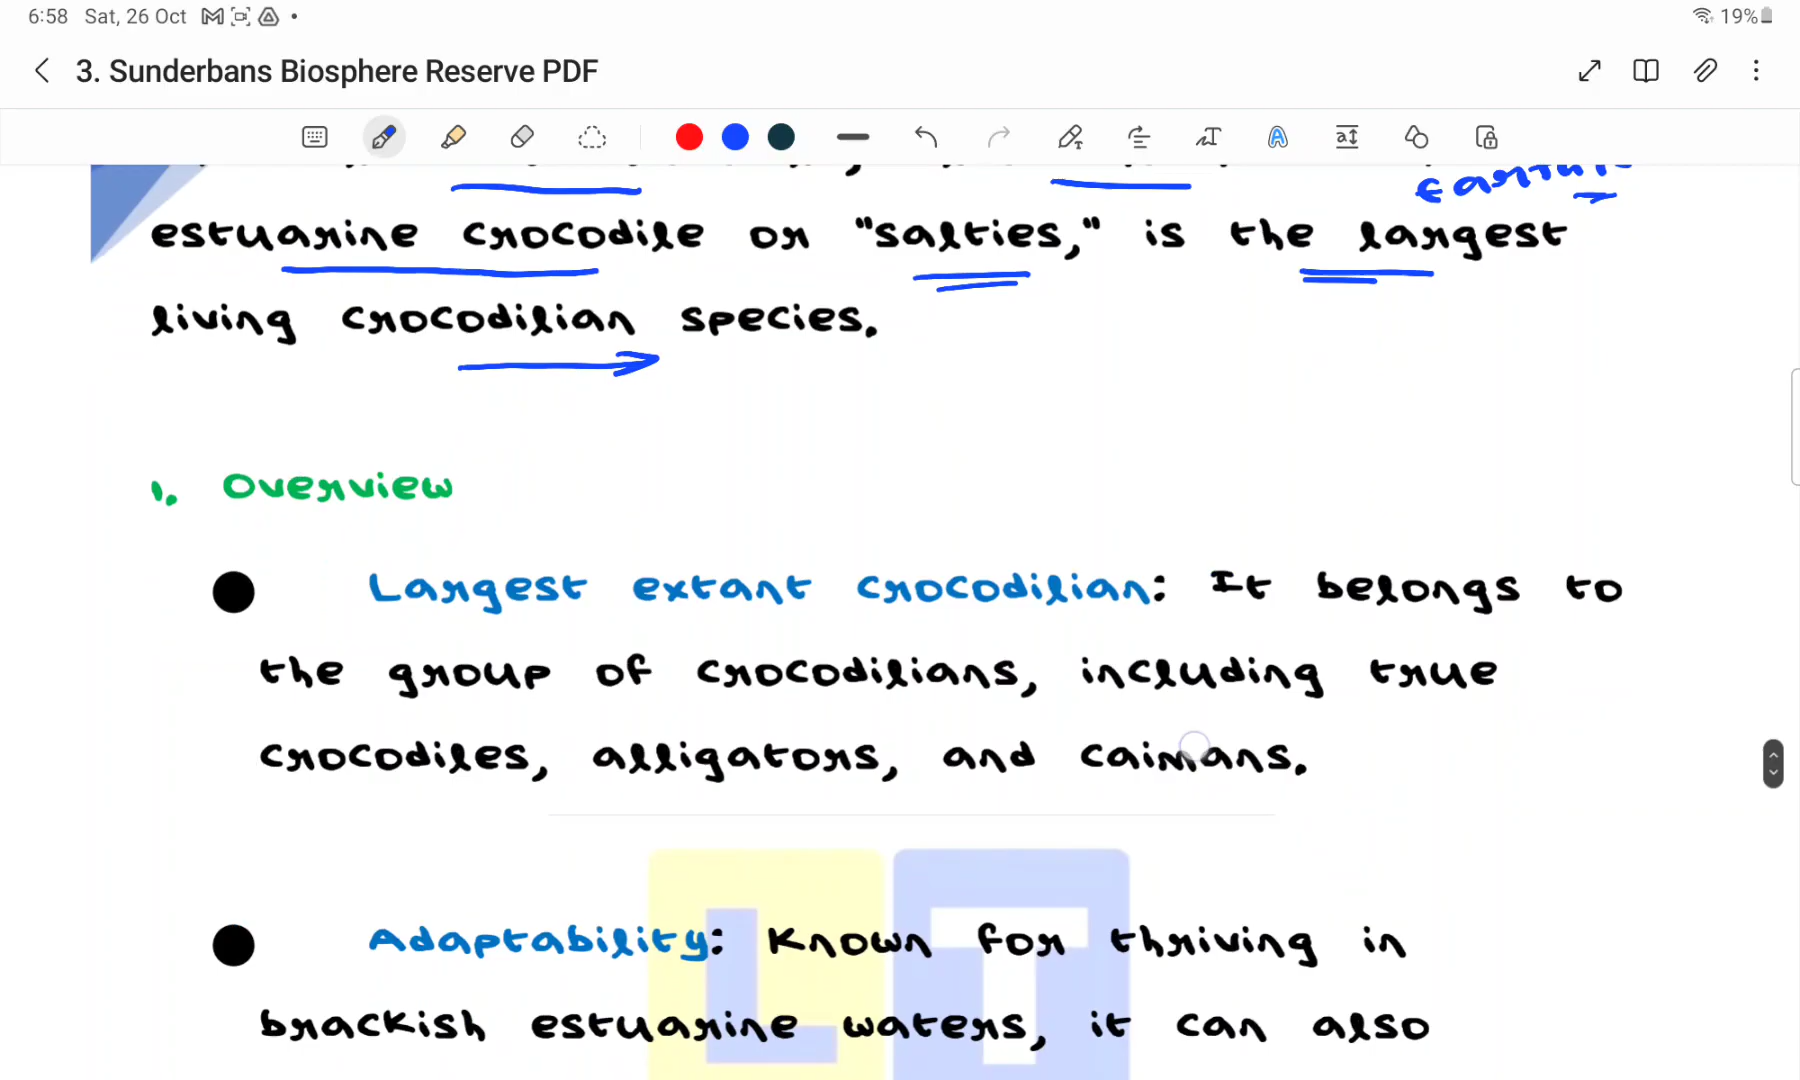 6:58 Sat, 26 Oct
19%
3. Sunderbans Biosphere Reserve PDF
estuarine crocodile or "salties," is the largest
living crocodilian species.
1. Overview
Largest extant crocodilian: It belongs to
the group of crocodilians, including true
crocodiles, alligators, and caimans.
Adaptability: Known for thriving in
brackish estuarine waters, it can also
LT